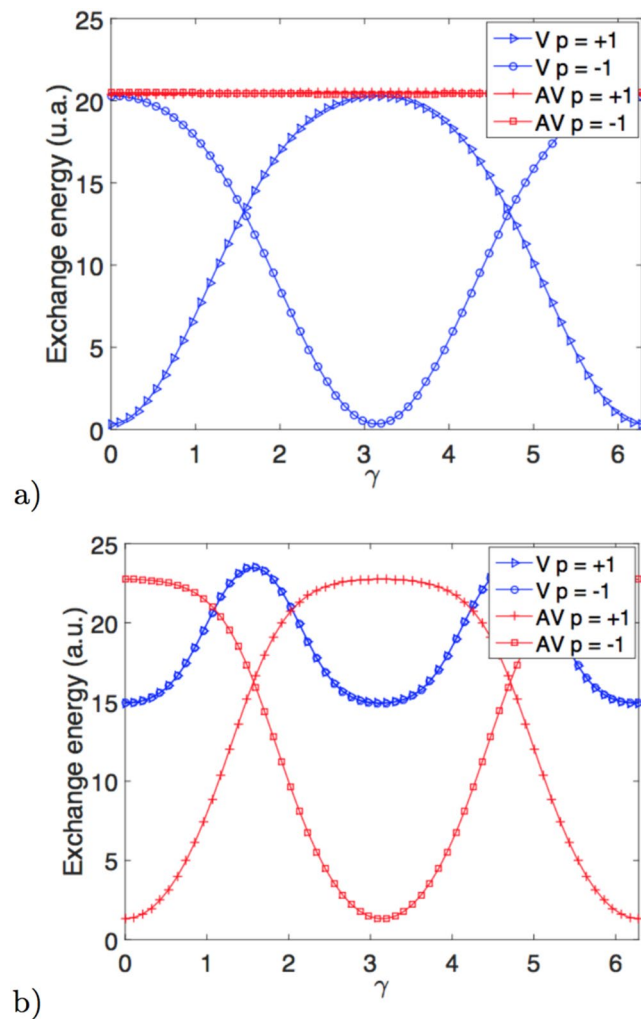 25
20
15
10
5
0
Exchange energy (u.a.)
V p = +1
V p = -1
AV p = +1
AV p = -1
0 1 2 3 4 5 6
γ
a)
25
20
15
10
5
0
Exchange energy (a.u.)
V p = +1
V p = -1
AV p = +1
AV p = -1
0 1 2 3 4 5 6
γ
b)